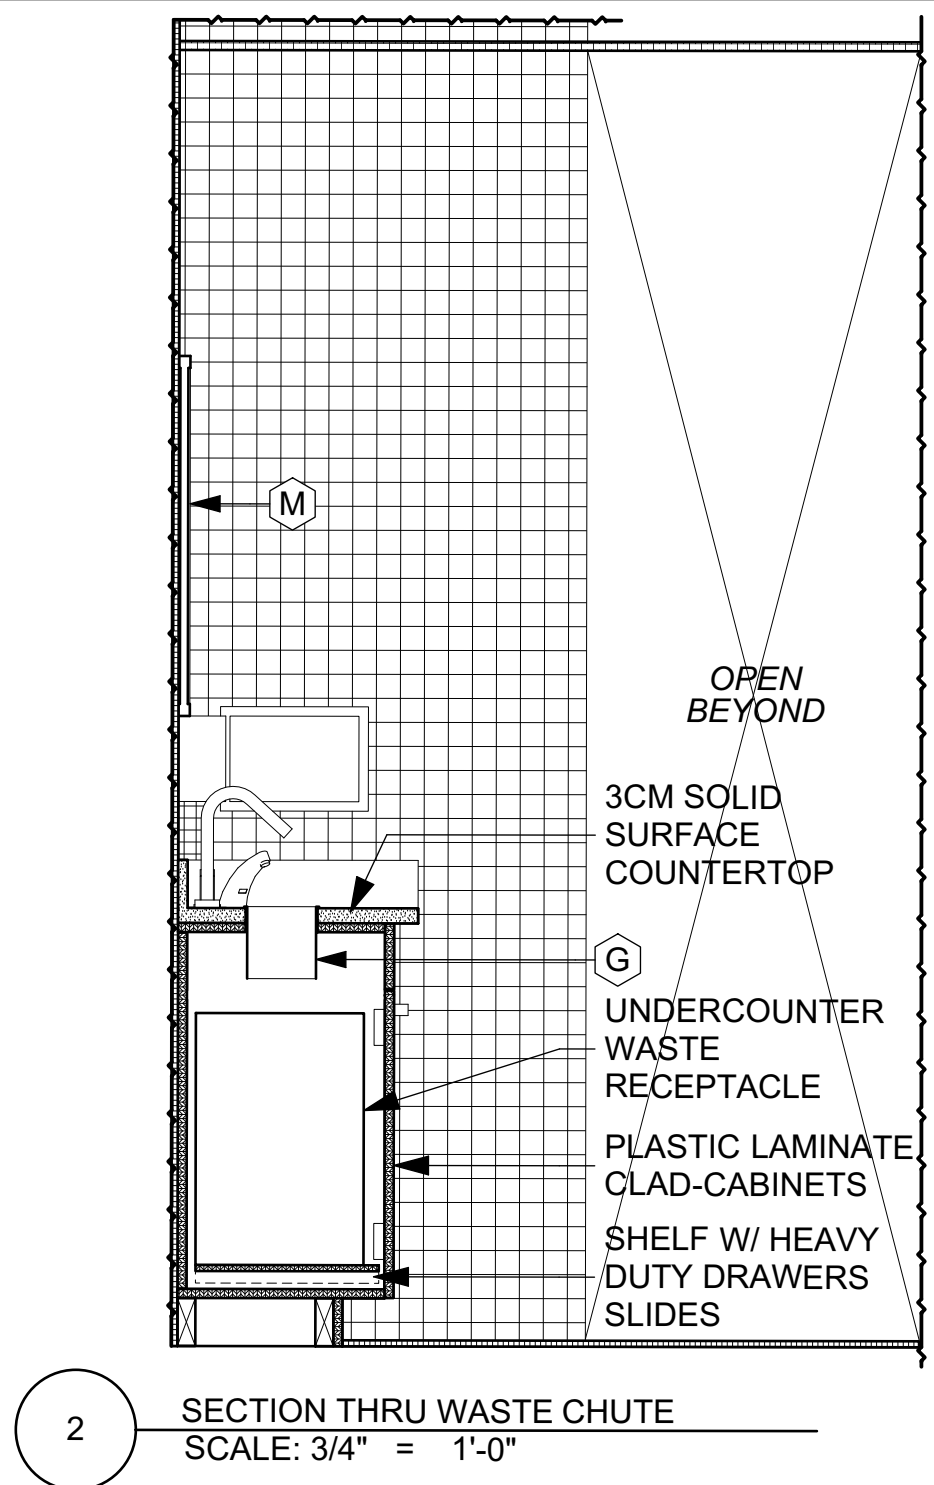 M
OPEN
BEYOND
3CM SOLID
SURFACE
COUNTERTOP
G
UNDERCOUNTER
WASTE
RECEPTACLE
PLASTIC LAMINATE
CLAD-CABINETS
SHELF W/ HEAVY
DUTY DRAWERS
SLIDES
2
SECTION THRU WASTE CHUTE
SCALE: 3/4" = 1'-0"